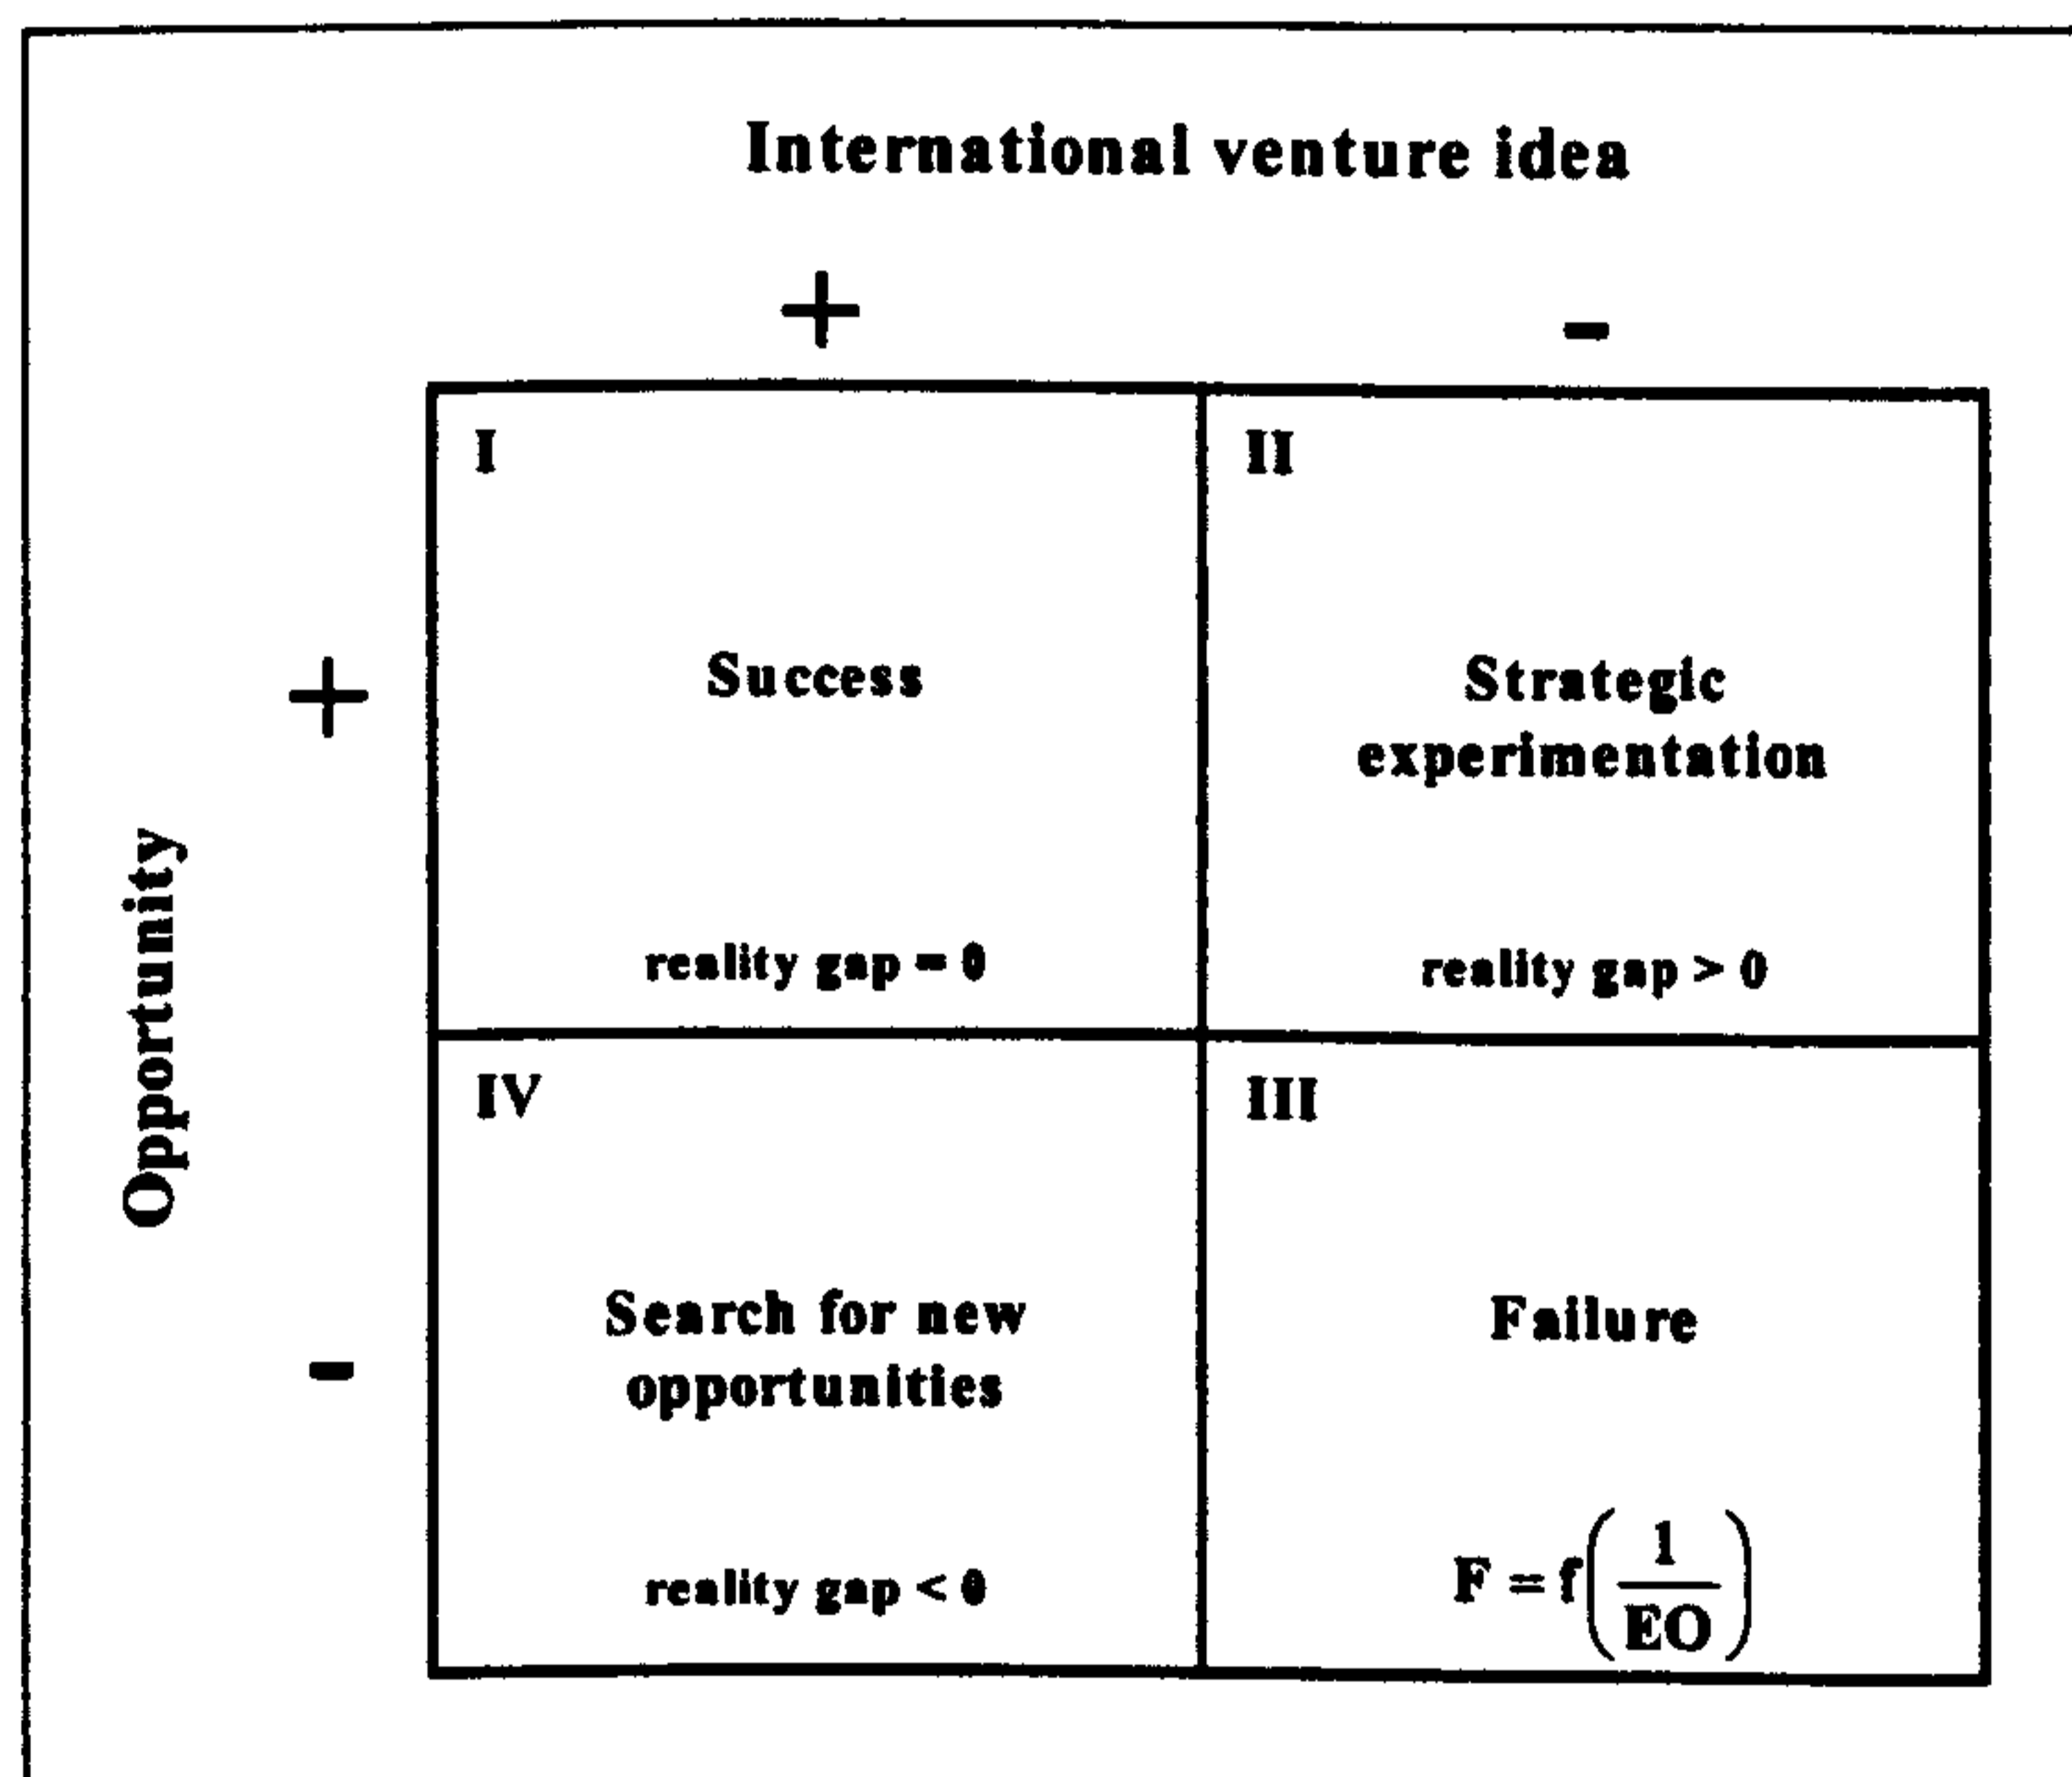 International venture idea
+ -
I II
Success Strategic
experimentation
reality gap = 0 reality gap > 0
Opportunity
+
-
IV III
Search for new Failure
opportunities
reality gap < 0 F = f(1/EO)